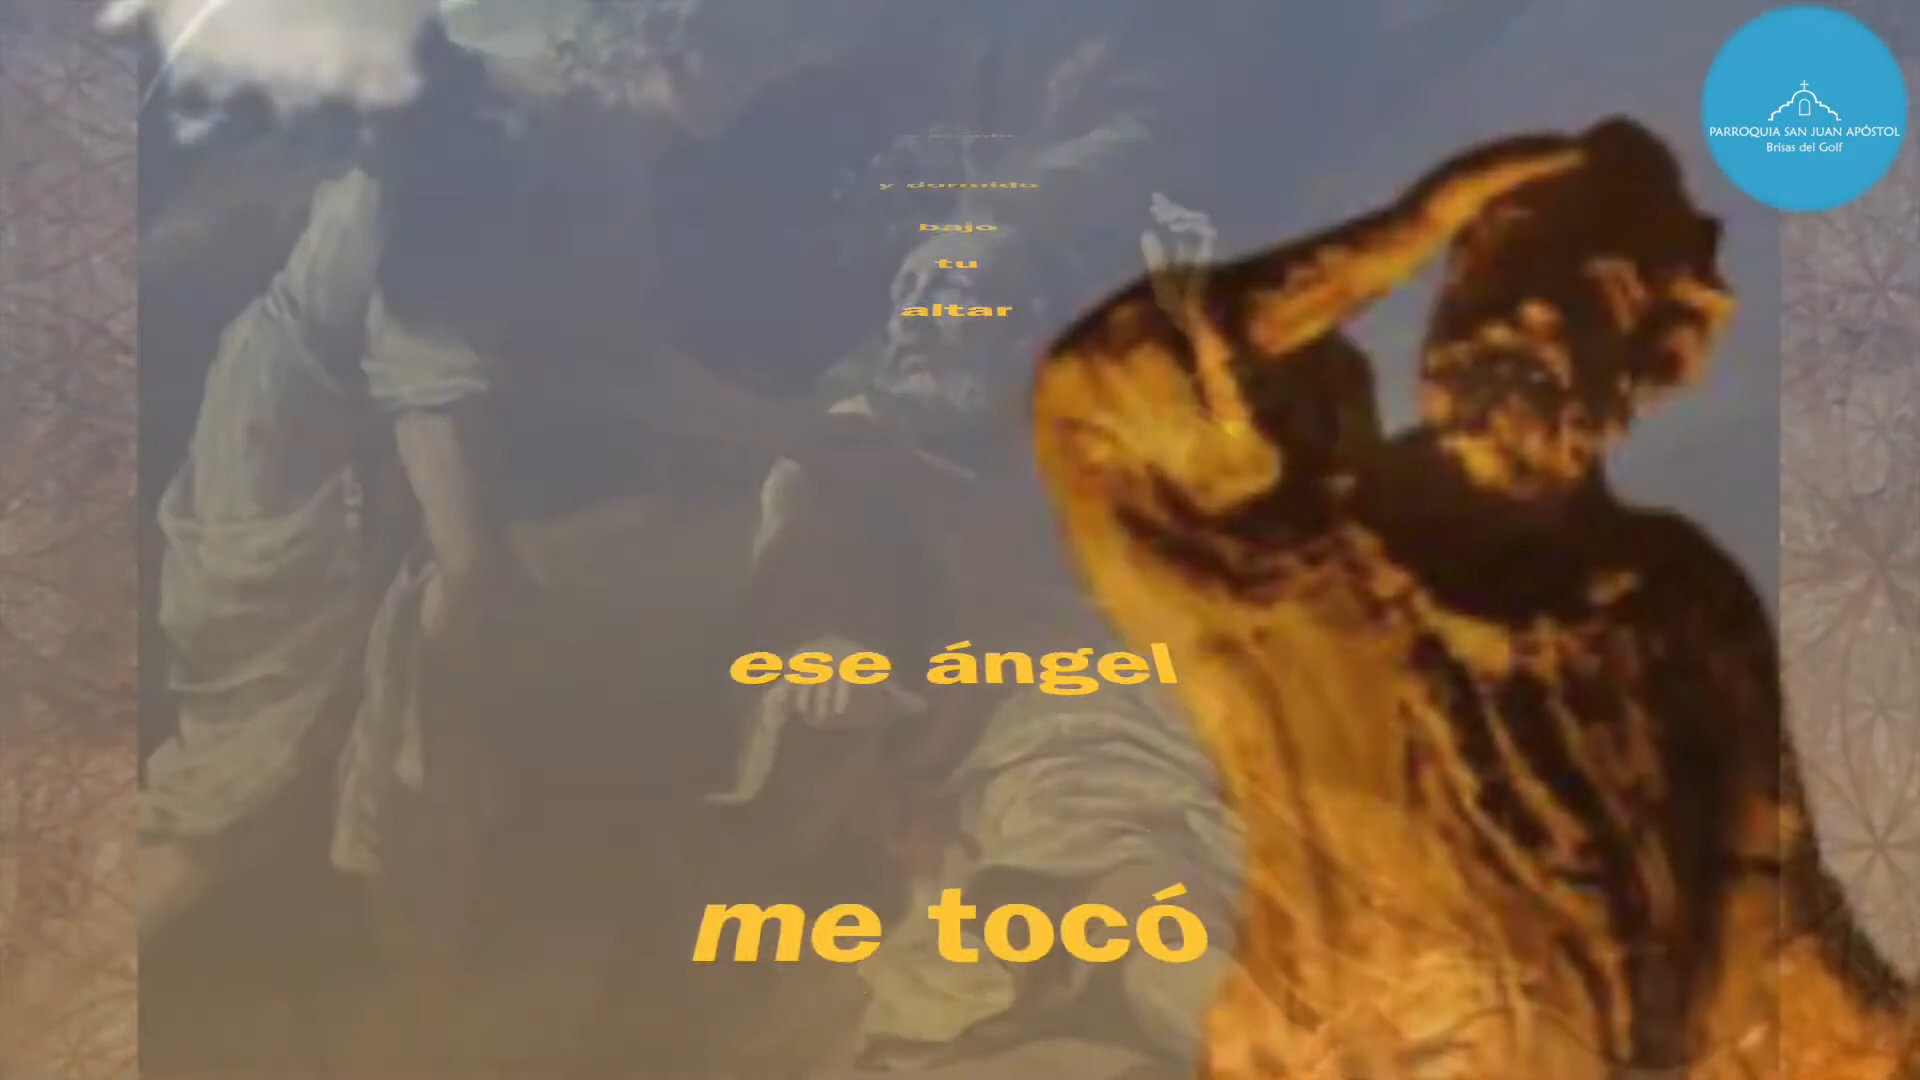 y dormido
bajo
tu
altar
ese ángel
me tocó
PARROQUIA SAN JUAN APÓSTOL
Brisas del Golf